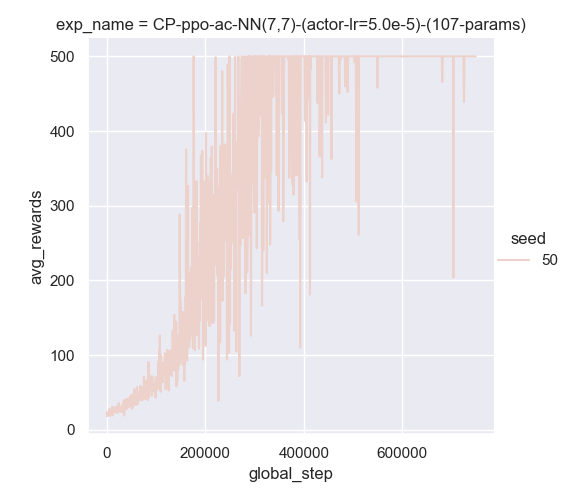 exp_name = CP-ppo-ac-NN(7,7)-(actor-lr=5.0e-5)-(107-params)
500
400
300
200
100
0
avg_rewards
0 200000 400000 600000
global_step
seed
50